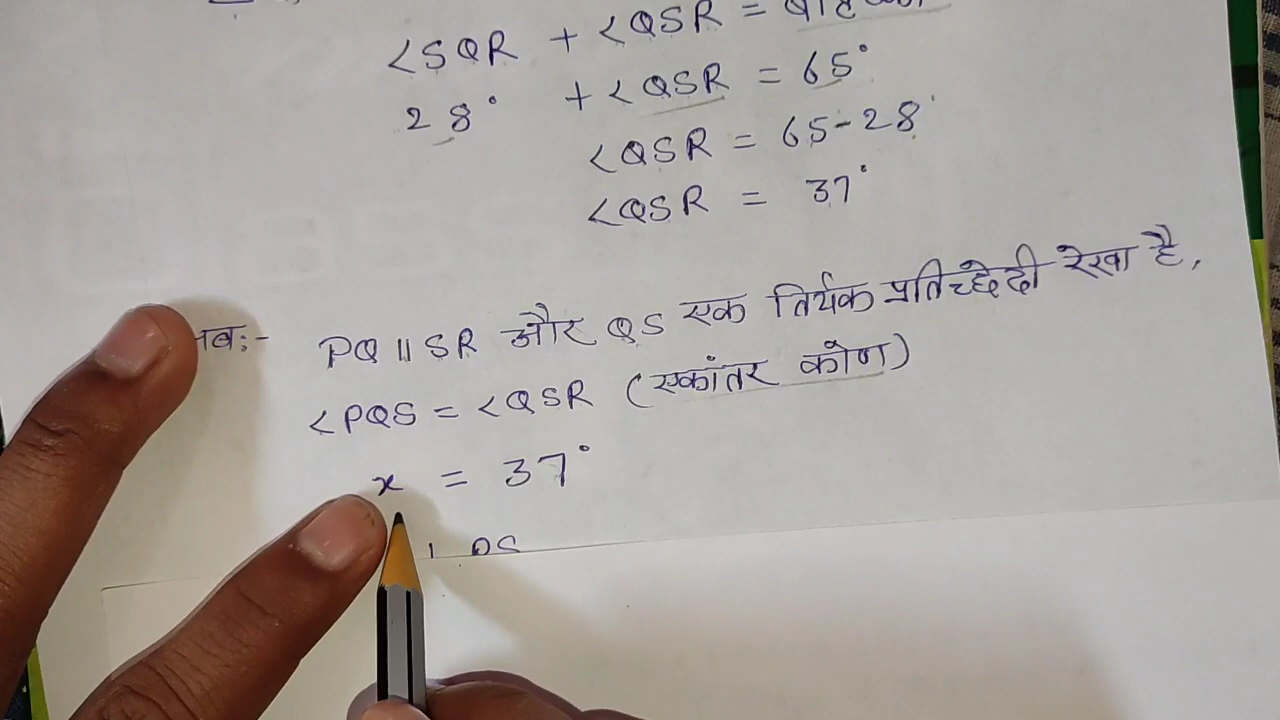 <SQR + <QSR =
28° + <QSR = 65°
<QSR = 65-28
<QSR = 37°
PQ || SR और QS एक तिर्यक प्रतिच्छेदी रेखा है,
<PQS = <QSR (एकांतर कोण)
x = 37°